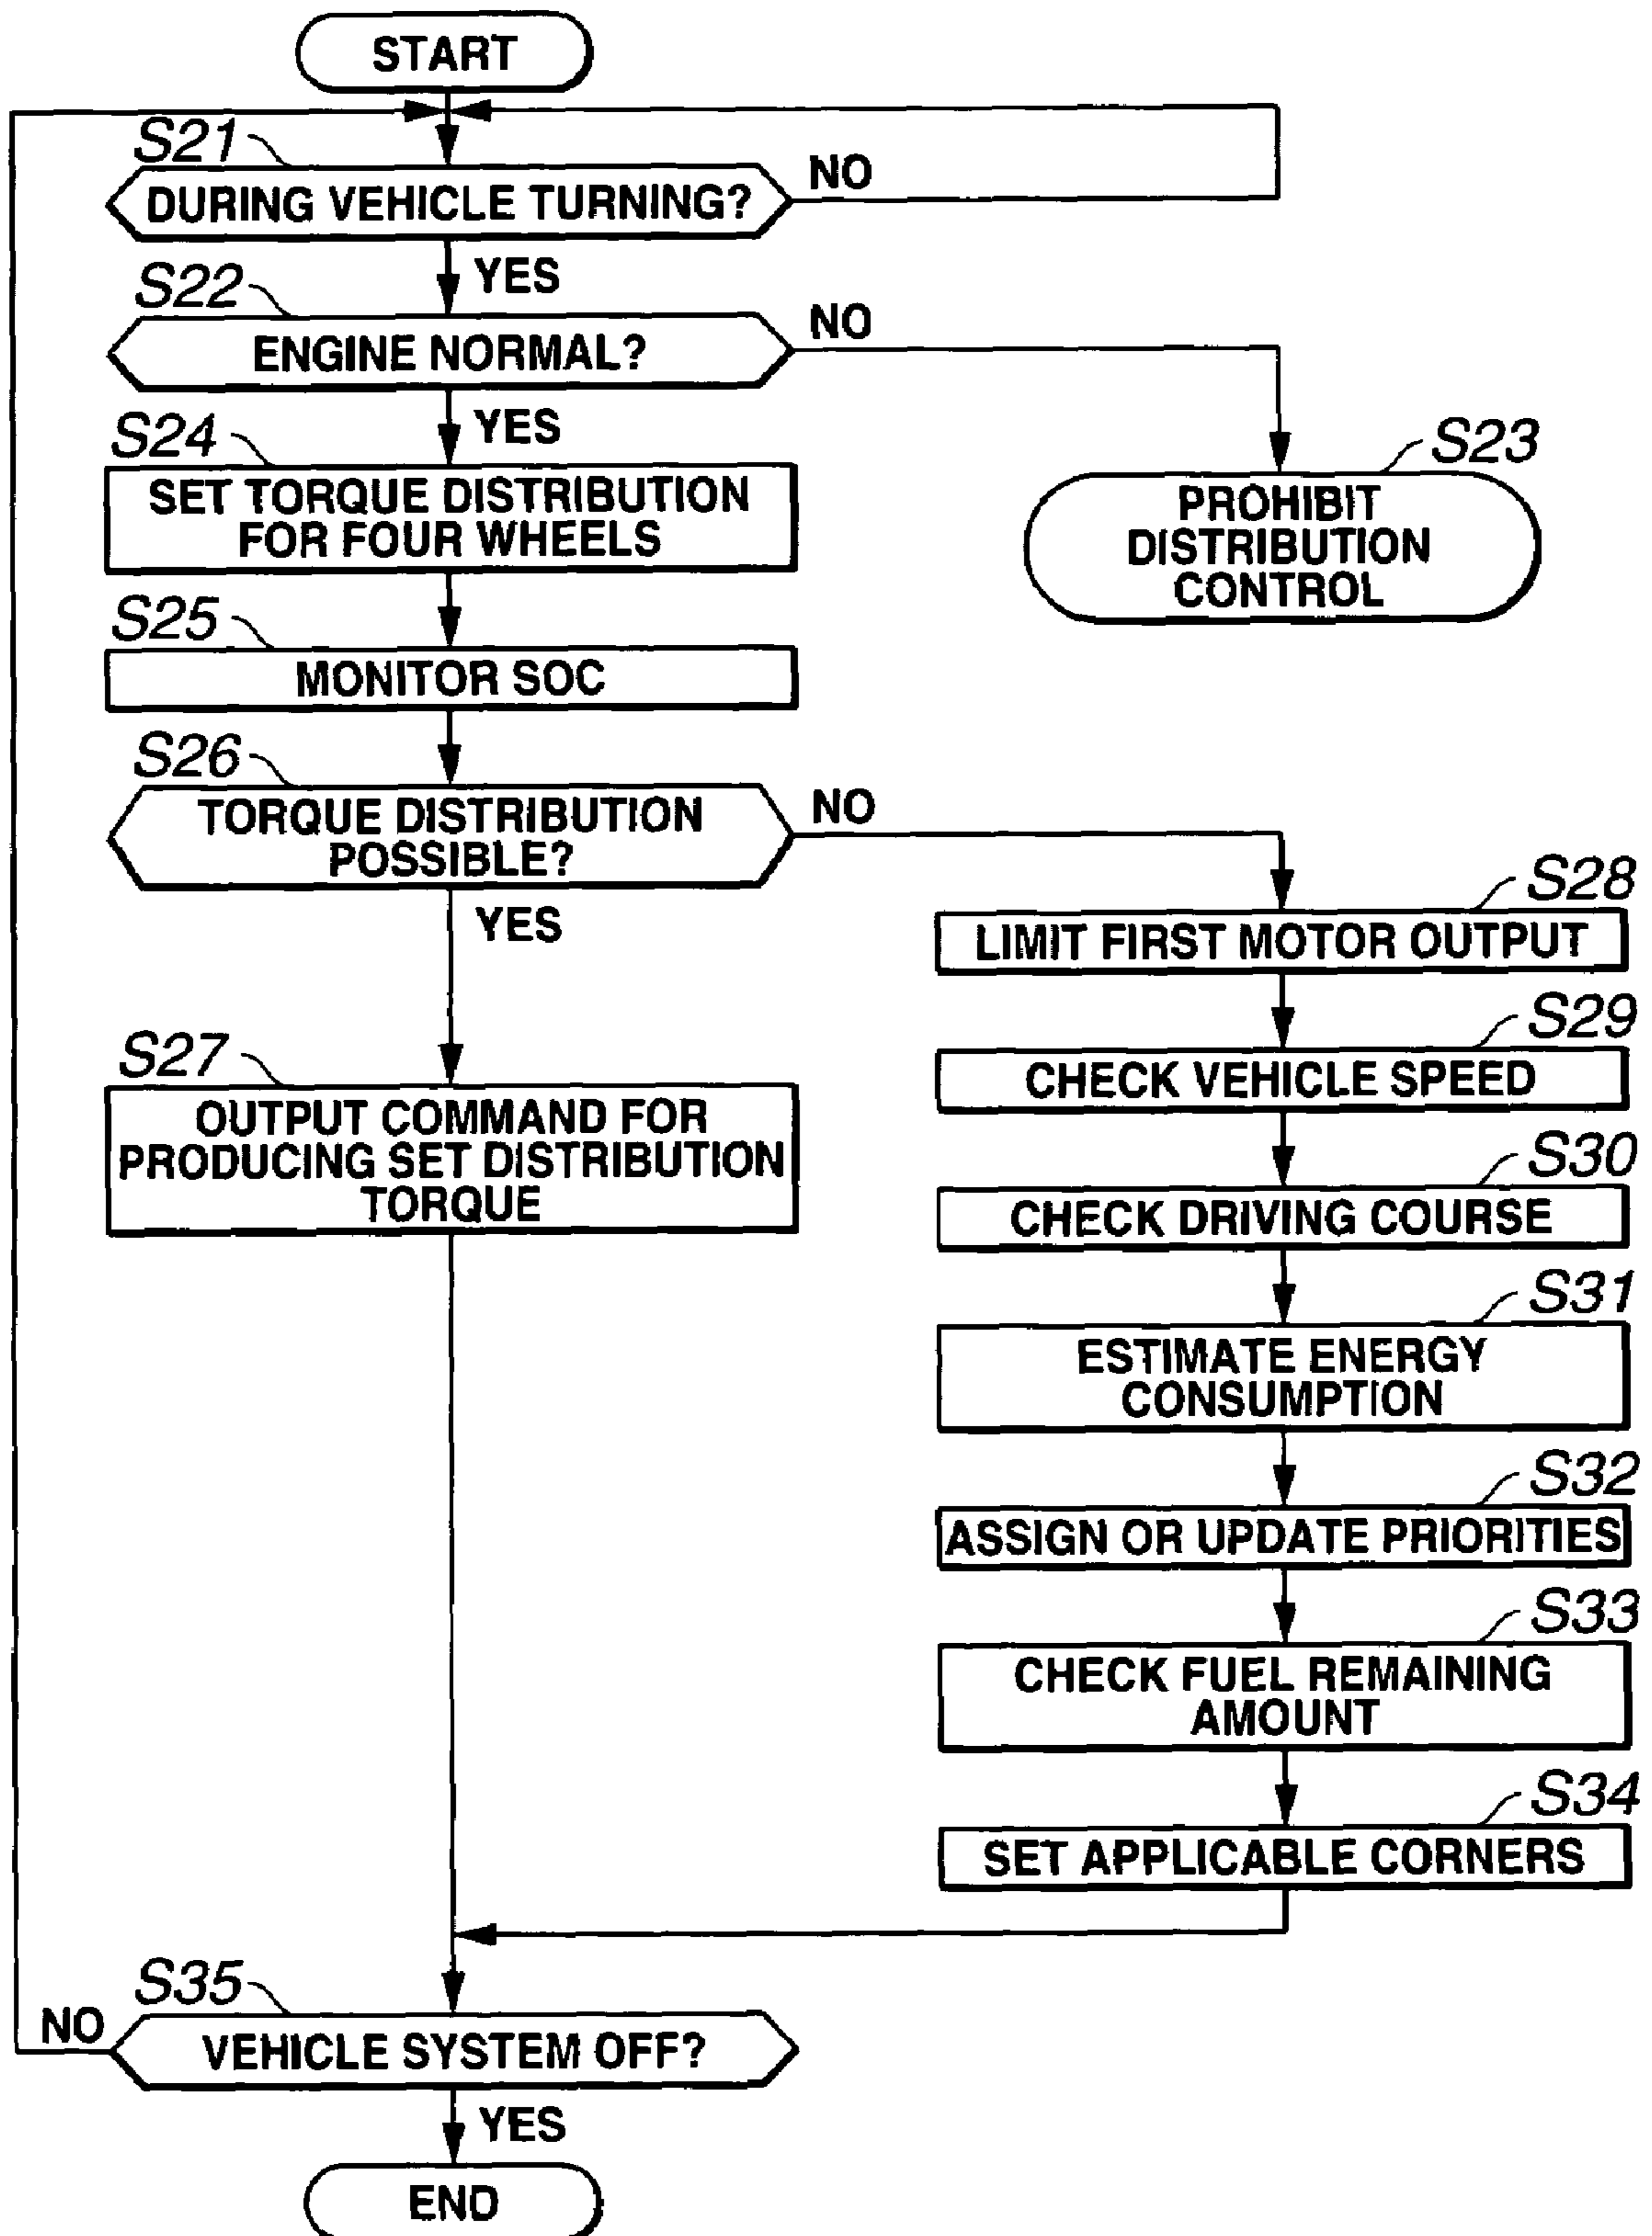 START
S21
DURING VEHICLE TURNING?
NO
YES
S22
ENGINE NORMAL?
NO
YES
S23
PROHIBIT
DISTRIBUTION
CONTROL
S24
SET TORQUE DISTRIBUTION
FOR FOUR WHEELS
S25
MONITOR SOC
S26
TORQUE DISTRIBUTION
POSSIBLE?
NO
YES
S27
OUTPUT COMMAND FOR
PRODUCING SET DISTRIBUTION
TORQUE
S28
LIMIT FIRST MOTOR OUTPUT
S29
CHECK VEHICLE SPEED
S30
CHECK DRIVING COURSE
S31
ESTIMATE ENERGY
CONSUMPTION
S32
ASSIGN OR UPDATE PRIORITIES
S33
CHECK FUEL REMAINING
AMOUNT
S34
SET APPLICABLE CORNERS
S35
NO
VEHICLE SYSTEM OFF?
YES
END